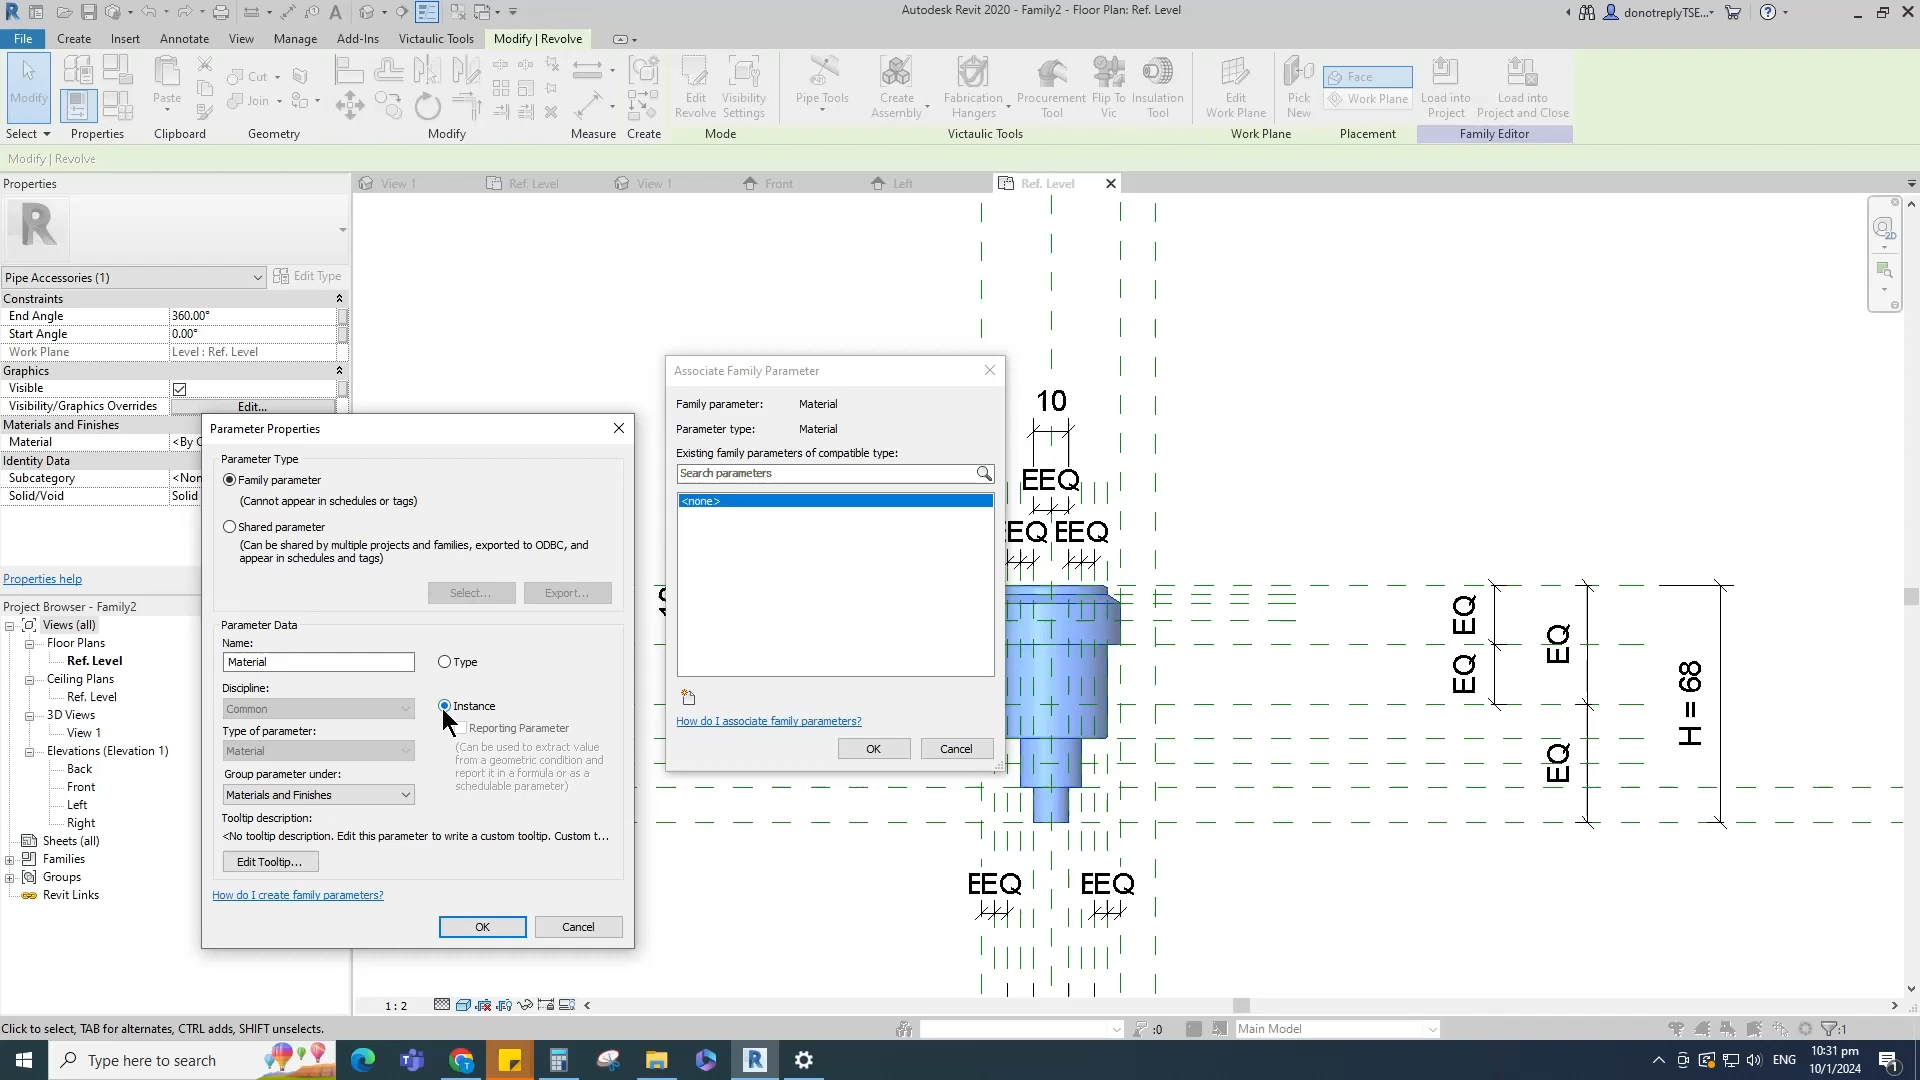 Autodesk Revit 2020 - Family2 - Floor Plan: Ref. Level
donotreplyTSE...
File Create Insert Annotate View Manage Add-Ins Victaulic Tools Modify | Revolve
Modify
Paste
Cut
Join
Edit Revolve
Visibility Settings
Pipe Tools
Create Assembly
Fabrication Hangers
Procurement Tool
Flip To Vic
Insulation Tool
Edit Work Plane
Pick New
Face
Work Plane
Load into Project
Load into Project and Close
Select Properties Clipboard Geometry Modify Measure Create Mode Victaulic Tools Work Plane Placement Family Editor
Modify | Revolve
Properties
View 1 Ref. Level View 1 Front Left Ref. Level
Pipe Accessories (1)
Edit Type
Constraints
End Angle 360.00°
Start Angle 0.00°
Work Plane Level : Ref. Level
Graphics
Visible
Visibility/Graphics Overrides Edit...
Materials and Finishes
Material <By C
Identity Data
Subcategory <Non
Solid/Void Solid
Properties help
Project Browser - Family2
Views (all)
Floor Plans
Ref. Level
Ceiling Plans
Ref. Level
3D Views
View 1
Elevations (Elevation 1)
Back
Front
Left
Right
Sheets (all)
Families
Groups
Revit Links
Parameter Properties
Parameter Type
Family parameter
(Cannot appear in schedules or tags)
Shared parameter
(Can be shared by multiple projects and families, exported to ODBC, and
appear in schedules and tags)
Select... Export...
Parameter Data
Name:
Material
Type
Discipline:
Common
Instance
Reporting Parameter
(Can be used to extract value
from a geometric condition and
report it in a formula or as a
schedulable parameter)
Type of parameter:
Material
Group parameter under:
Materials and Finishes
Tooltip description:
<No tooltip description. Edit this parameter to write a custom tooltip. Custom t...
Edit Tooltip...
How do I create family parameters?
OK Cancel
Associate Family Parameter
Family parameter: Material
Parameter type: Material
Existing family parameters of compatible type:
Search parameters
<none>
How do I associate family parameters?
OK Cancel
10
EEQ
EEQ EEQ
EQ
EQ
EQ
EQ
H = 68
EEQ EEQ
1 : 2
Click to select, TAB for alternates, CTRL adds, SHIFT unselects.
:0
Main Model
:1
Type here to search
ENG
10:31 pm
10/1/2024